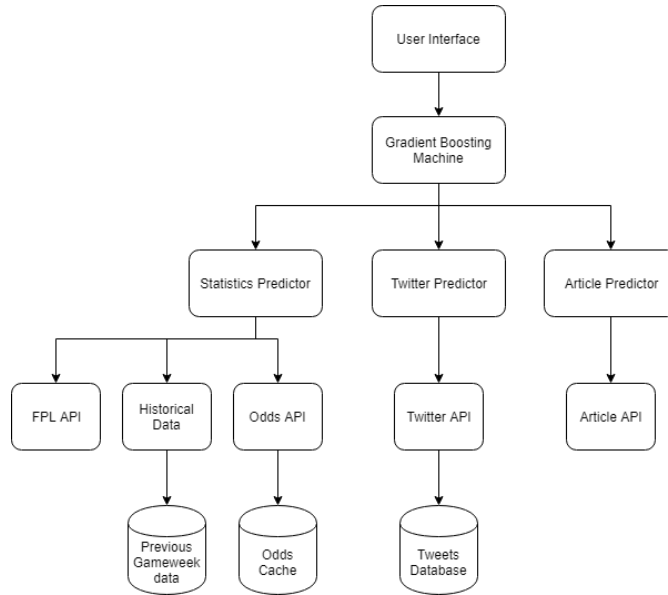 User Interface
Gradient Boosting
Machine
Statistics Predictor
Twitter Predictor
Article Predictor
FPL API
Historical
Data
Odds API
Twitter API
Article API
Previous
Gameweek
data
Odds
Cache
Tweets
Database